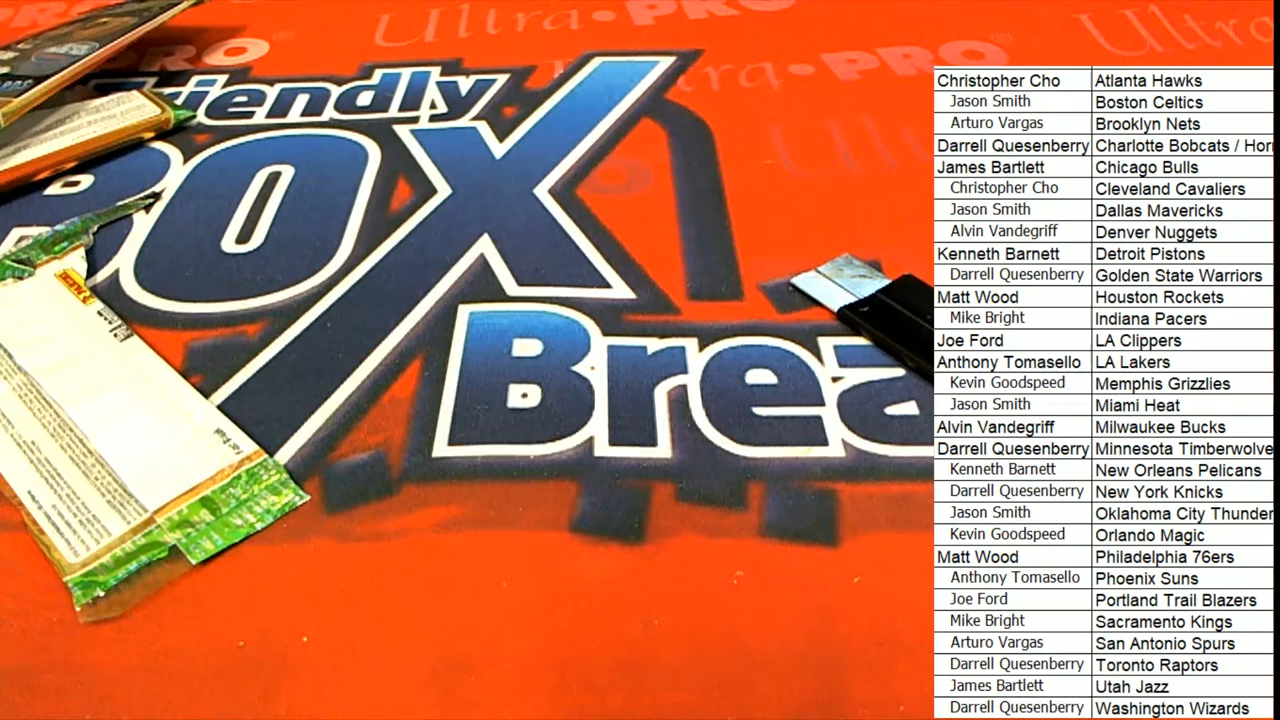 Ultra•PRO
PRO
Ultra
Friendly
BOX
Brea
Christopher Cho Atlanta Hawks
Jason Smith Boston Celtics
Arturo Vargas Brooklyn Nets
Darrell Quesenberry Charlotte Bobcats / Horn
James Bartlett Chicago Bulls
Christopher Cho Cleveland Cavaliers
Jason Smith Dallas Mavericks
Alvin Vandegriff Denver Nuggets
Kenneth Barnett Detroit Pistons
Darrell Quesenberry Golden State Warriors
Matt Wood Houston Rockets
Mike Bright Indiana Pacers
Joe Ford LA Clippers
Anthony Tomasello LA Lakers
Kevin Goodspeed Memphis Grizzlies
Jason Smith Miami Heat
Alvin Vandegriff Milwaukee Bucks
Darrell Quesenberry Minnesota Timberwolve
Kenneth Barnett New Orleans Pelicans
Darrell Quesenberry New York Knicks
Jason Smith Oklahoma City Thunder
Kevin Goodspeed Orlando Magic
Matt Wood Philadelphia 76ers
Anthony Tomasello Phoenix Suns
Joe Ford Portland Trail Blazers
Mike Bright Sacramento Kings
Arturo Vargas San Antonio Spurs
Darrell Quesenberry Toronto Raptors
James Bartlett Utah Jazz
Darrell Quesenberry Washington Wizards